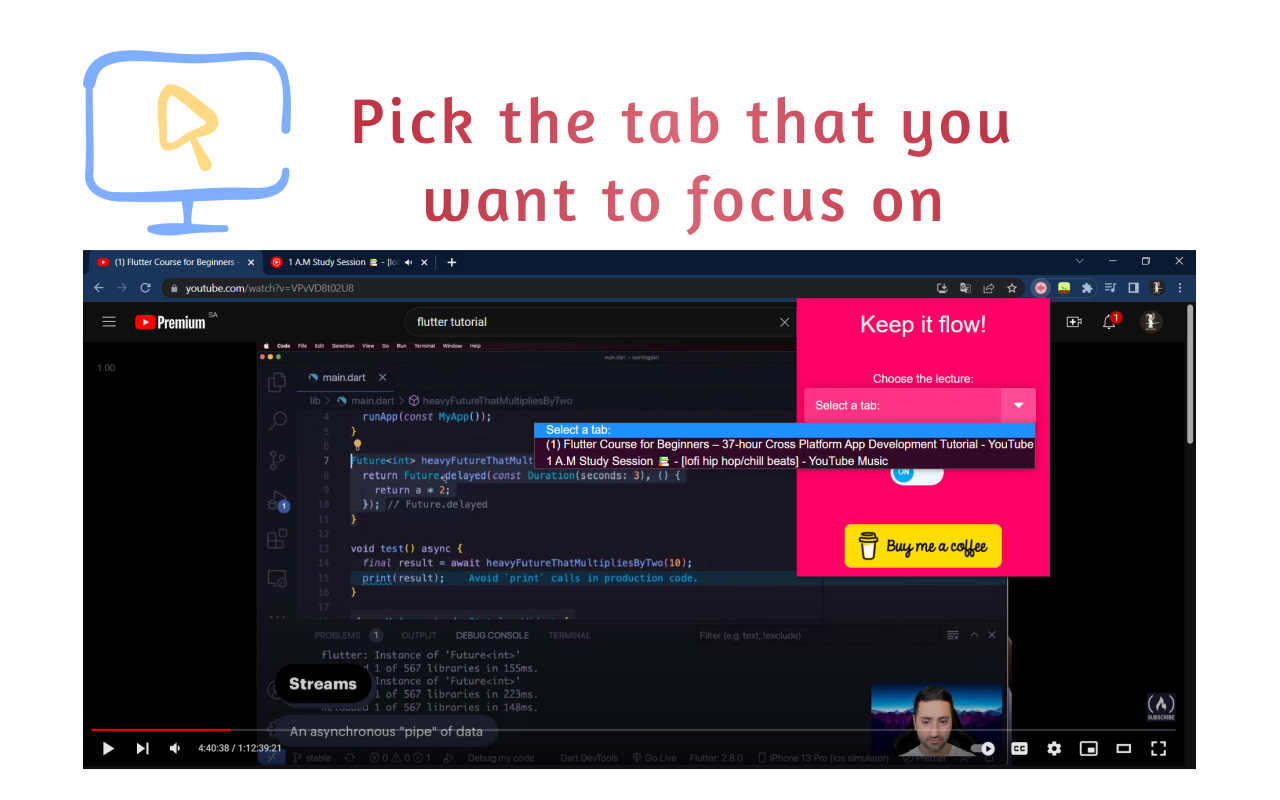 Pick the tab that you
want to focus on
(1) Flutter Course for Beginners –
1 A.M Study Session 📚 - [lo
youtube.com/watch?v=VPvVD8t02U8
Premium SA
flutter tutorial
1
Keep it flow!
Choose the lecture:
Select a tab:
Select a tab:
(1) Flutter Course for Beginners – 37-hour Cross Platform App Development Tutorial - YouTube
1 A.M Study Session 📚 - [lofi hip hop/chill beats] - YouTube Music
ON
Buy me a coffee
1.00
Code File Edit Selection View Go Run Terminal Window Help
main.dart — learningdart
main.dart
lib > main.dart > heavyFutureThatMultipliesByTwo
4 runApp(const MyApp());
5 }
6
7 Future<int> heavyFutureThatMult
8 return Future.delayed(const Duration(seconds: 3), () {
9 return a * 2;
10 }); // Future.delayed
11 }
12
13 void test() async {
14 final result = await heavyFutureThatMultipliesByTwo(10);
15 print(result); Avoid `print` calls in production code.
16 }
17
1
PROBLEMS 1 OUTPUT DEBUG CONSOLE TERMINAL
Filter (e.g. text, !exclude)
flutter: Instance of 'Future<int>'
d 1 of 567 libraries in 155ms.
Instance of 'Future<int>'
1 of 567 libraries in 223ms.
Reloaded 1 of 567 libraries in 148ms.
Streams
An asynchronous "pipe" of data
SUBSCRIBE
4:40:38 / 1:12:39:21
CC
stable 0 0 1 Debug my code Dart DevTools Go Live Flutter: 2.8.0 iPhone 13 Pro (ios simulator) Prettier